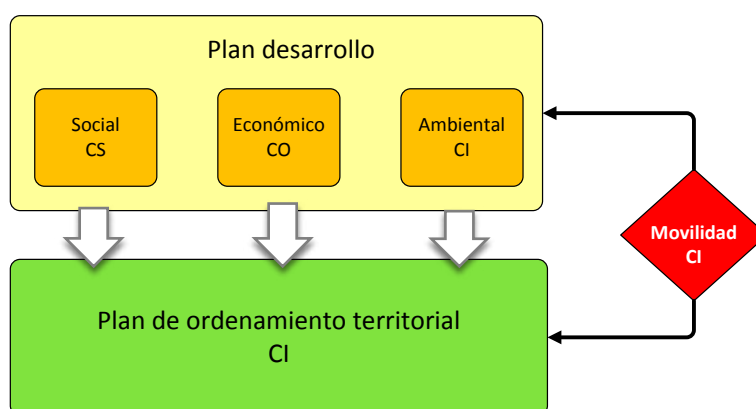 Plan desarrollo
Social
CS
Económico
CO
Ambiental
CI
Movilidad
CI
Plan de ordenamiento territorial
CI